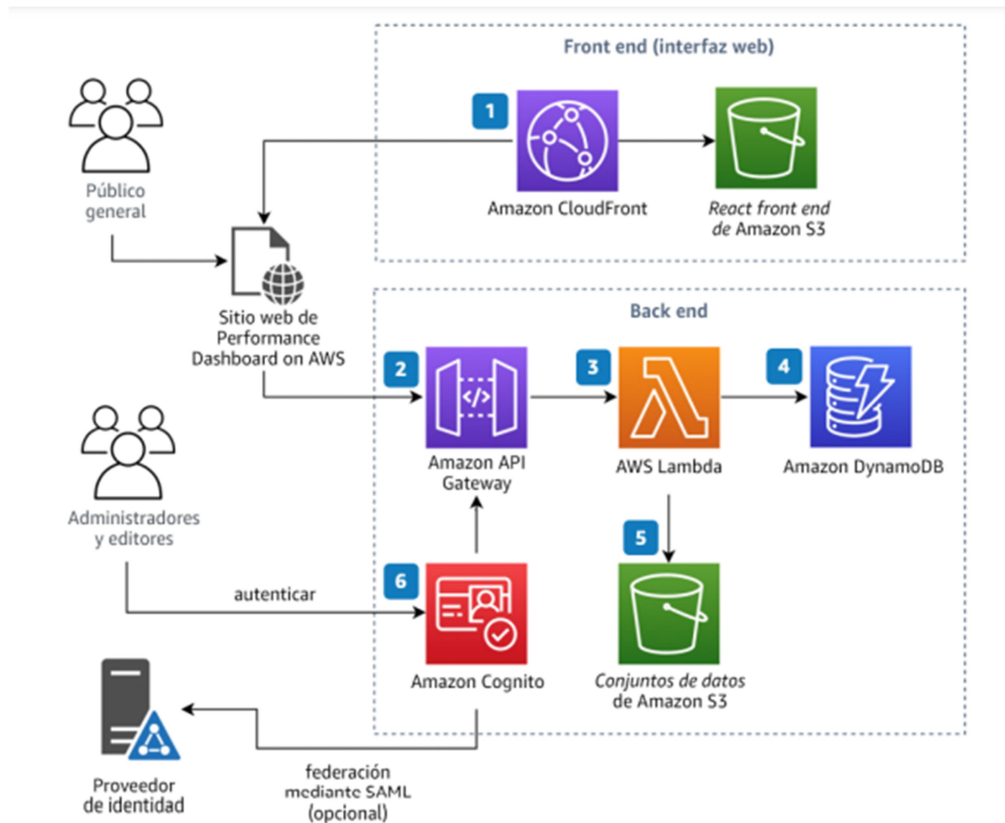 Front end (interfaz web)
1
Amazon CloudFront
React front end
de Amazon S3
Público
general
Sitio web de
Performance
Dashboard on AWS
Back end
2
</>
Amazon API
Gateway
3
AWS Lambda
4
Amazon DynamoDB
Administradores
y editores
autenticar
5
Conjuntos de datos
de Amazon S3
6
Amazon Cognito
Proveedor
de identidad
federación
mediante SAML
(opcional)